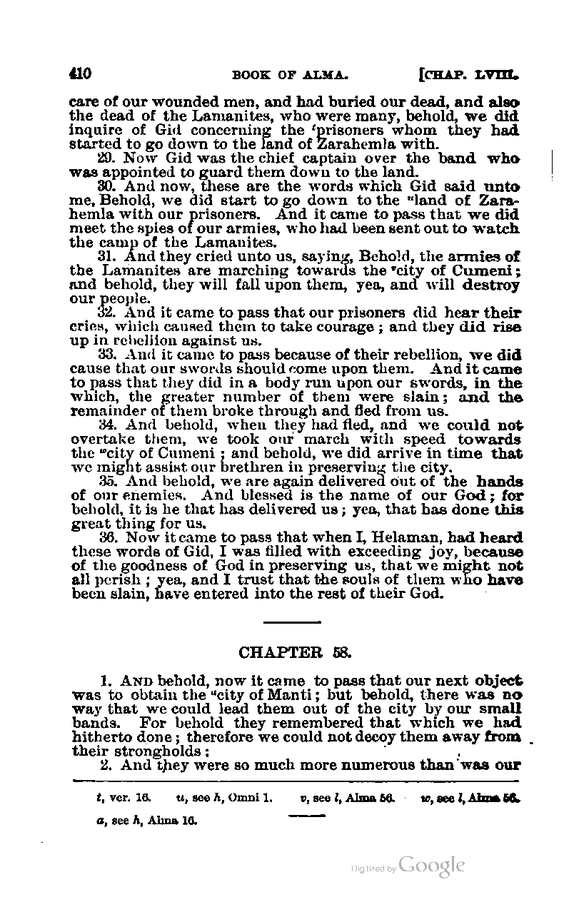 410 BOOK OF ALMA. [CHAP. LVIII.
care of our wounded men, and had buried our dead, and also
the dead of the Lamanites, who were many, behold, we did
inquire of Gid concerning the ᵗprisoners whom they had
started to go down to the land of Zarahemla with.
29. Now Gid was the chief captain over the band who
was appointed to guard them down to the land.
30. And now, these are the words which Gid said unto
me, Behold, we did start to go down to the ᵘland of Zara-
hemla with our prisoners. And it came to pass that we did
meet the spies of our armies, who had been sent out to watch
the camp of the Lamanites.
31. And they cried unto us, saying, Behold, the armies of
the Lamanites are marching towards the ᵛcity of Cumeni;
and behold, they will fall upon them, yea, and will destroy
our people.
32. And it came to pass that our prisoners did hear their
cries, which caused them to take courage; and they did rise
up in rebellion against us.
33. And it came to pass because of their rebellion, we did
cause that our swords should come upon them. And it came
to pass that they did in a body run upon our swords, in the
which, the greater number of them were slain; and the
remainder of them broke through and fled from us.
34. And behold, when they had fled, and we could not
overtake them, we took our march with speed towards
the ʷcity of Cumeni; and behold, we did arrive in time that
we might assist our brethren in preserving the city.
35. And behold, we are again delivered out of the hands
of our enemies. And blessed is the name of our God; for
behold, it is he that has delivered us; yea, that has done this
great thing for us.
36. Now it came to pass that when I, Helaman, had heard
these words of Gid, I was filled with exceeding joy, because
of the goodness of God in preserving us, that we might not
all perish; yea, and I trust that the souls of them who have
been slain, have entered into the rest of their God.
CHAPTER 58.
1. AND behold, now it came to pass that our next object
was to obtain the ᵃcity of Manti; but behold, there was no
way that we could lead them out of the city by our small
bands. For behold they remembered that which we had
hitherto done; therefore we could not decoy them away from
their strongholds:
2. And they were so much more numerous than was our
t, ver. 16. u, see h, Omni 1. v, see l, Alma 56. w, see l, Alma 56.
a, see h, Alma 16.
Digitized by Google